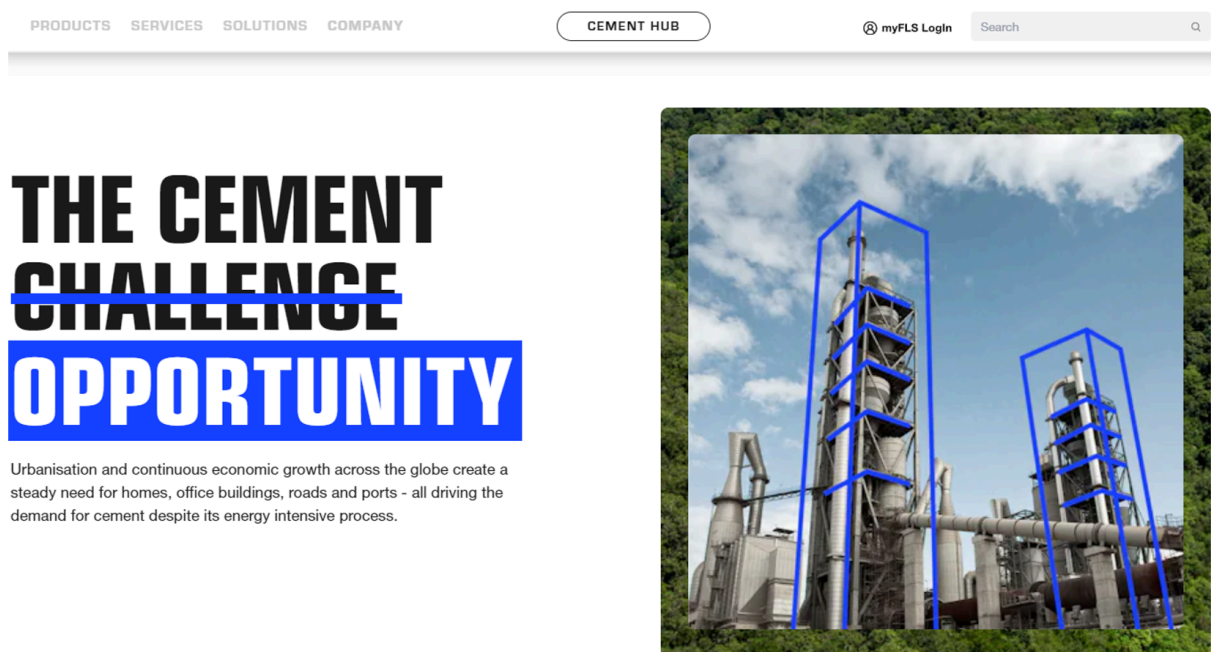 PRODUCTS SERVICES SOLUTIONS COMPANY CEMENT HUB myFLS LogIn Search
THE CEMENT
CHALLENGE
OPPORTUNITY
Urbanisation and continuous economic growth across the globe create a
steady need for homes, office buildings, roads and ports - all driving the
demand for cement despite its energy intensive process.